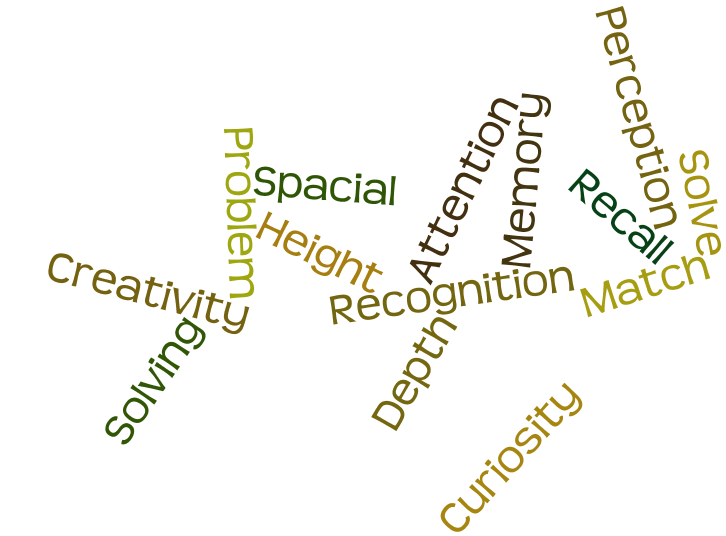 Perception
Attention
Memory
Problem
Spacial
Recall
Solve
Height
Creativity
Recognition
Match
Solving
Depth
Curiosity